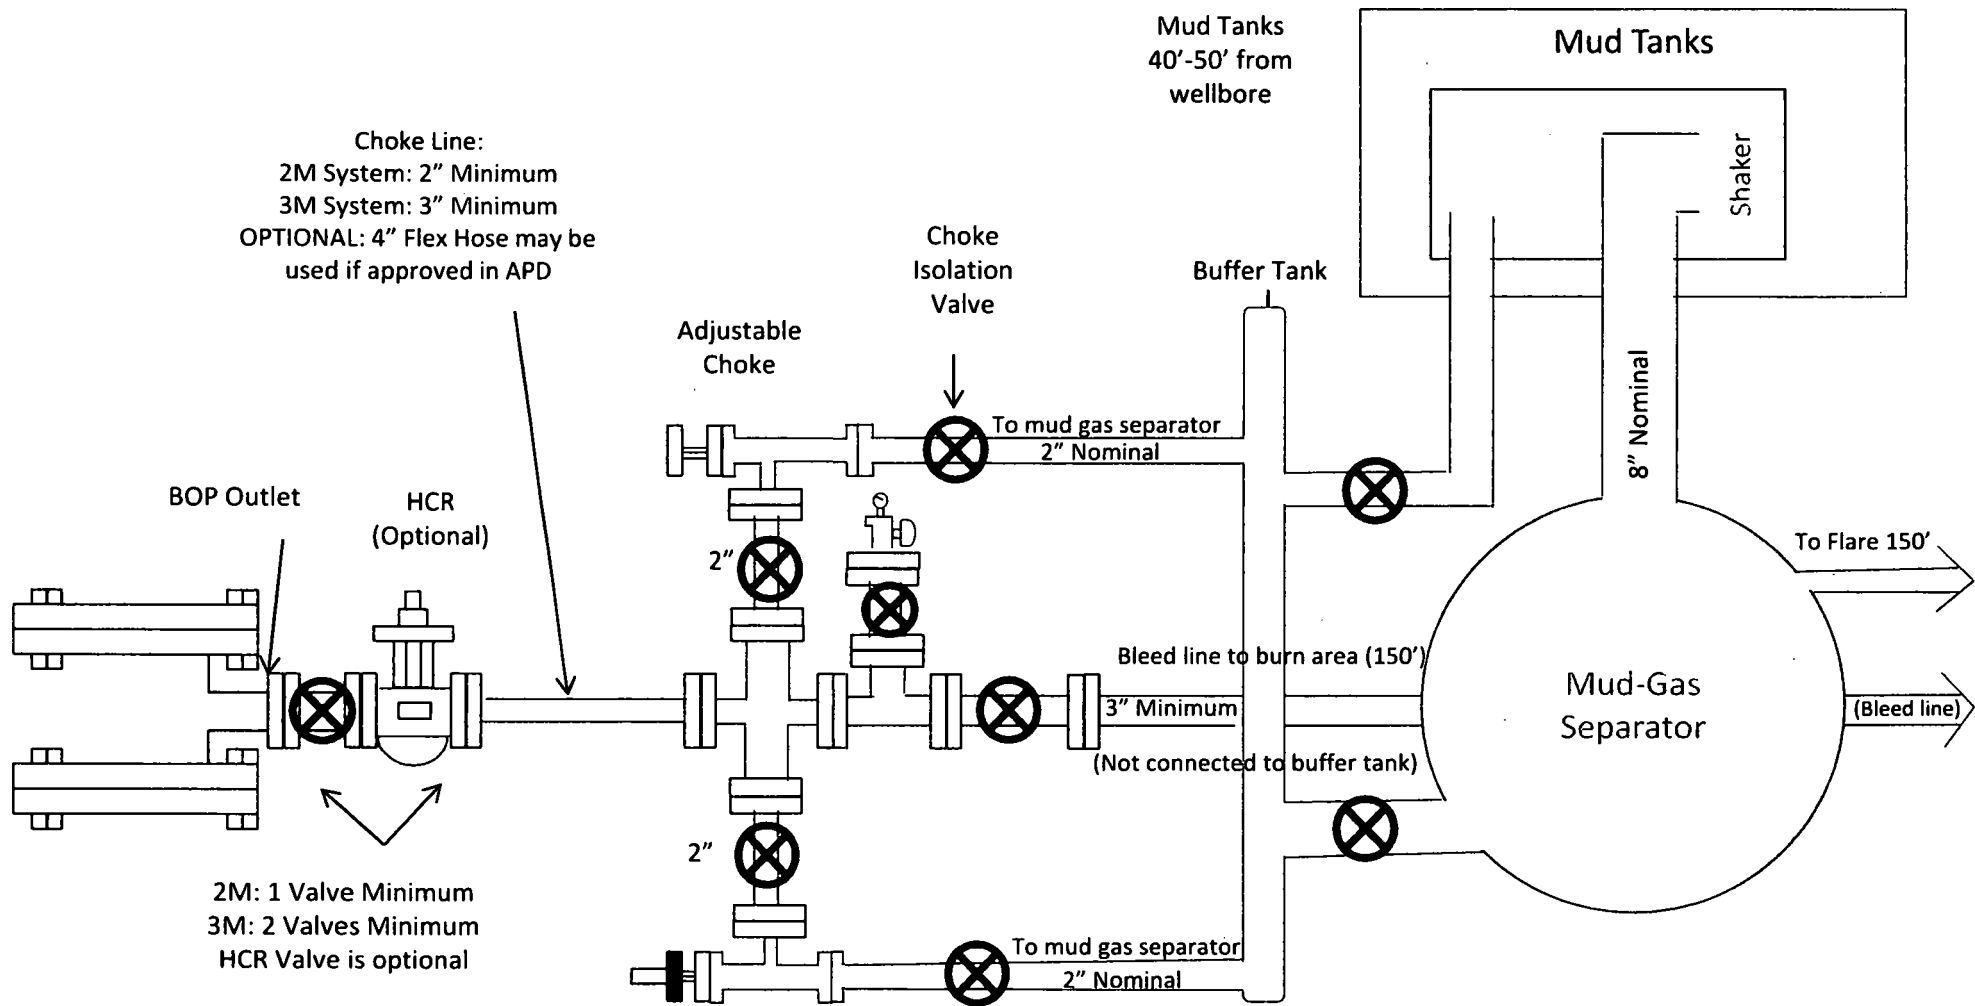 Mud Tanks
40’-50’ from
wellbore
Mud Tanks
Shaker
Choke Line:
2M System: 2” Minimum
3M System: 3” Minimum
OPTIONAL: 4” Flex Hose may be
used if approved in APD
Choke
Isolation
Valve
Buffer Tank
Adjustable
Choke
To mud gas separator
2” Nominal
8” Nominal
BOP Outlet
HCR
(Optional)
2”
To Flare 150’
Bleed line to burn area (150’)
3” Minimum
(Not connected to buffer tank)
Mud-Gas
Separator
(Bleed line)
2”
2M: 1 Valve Minimum
3M: 2 Valves Minimum
HCR Valve is optional
To mud gas separator
2” Nominal